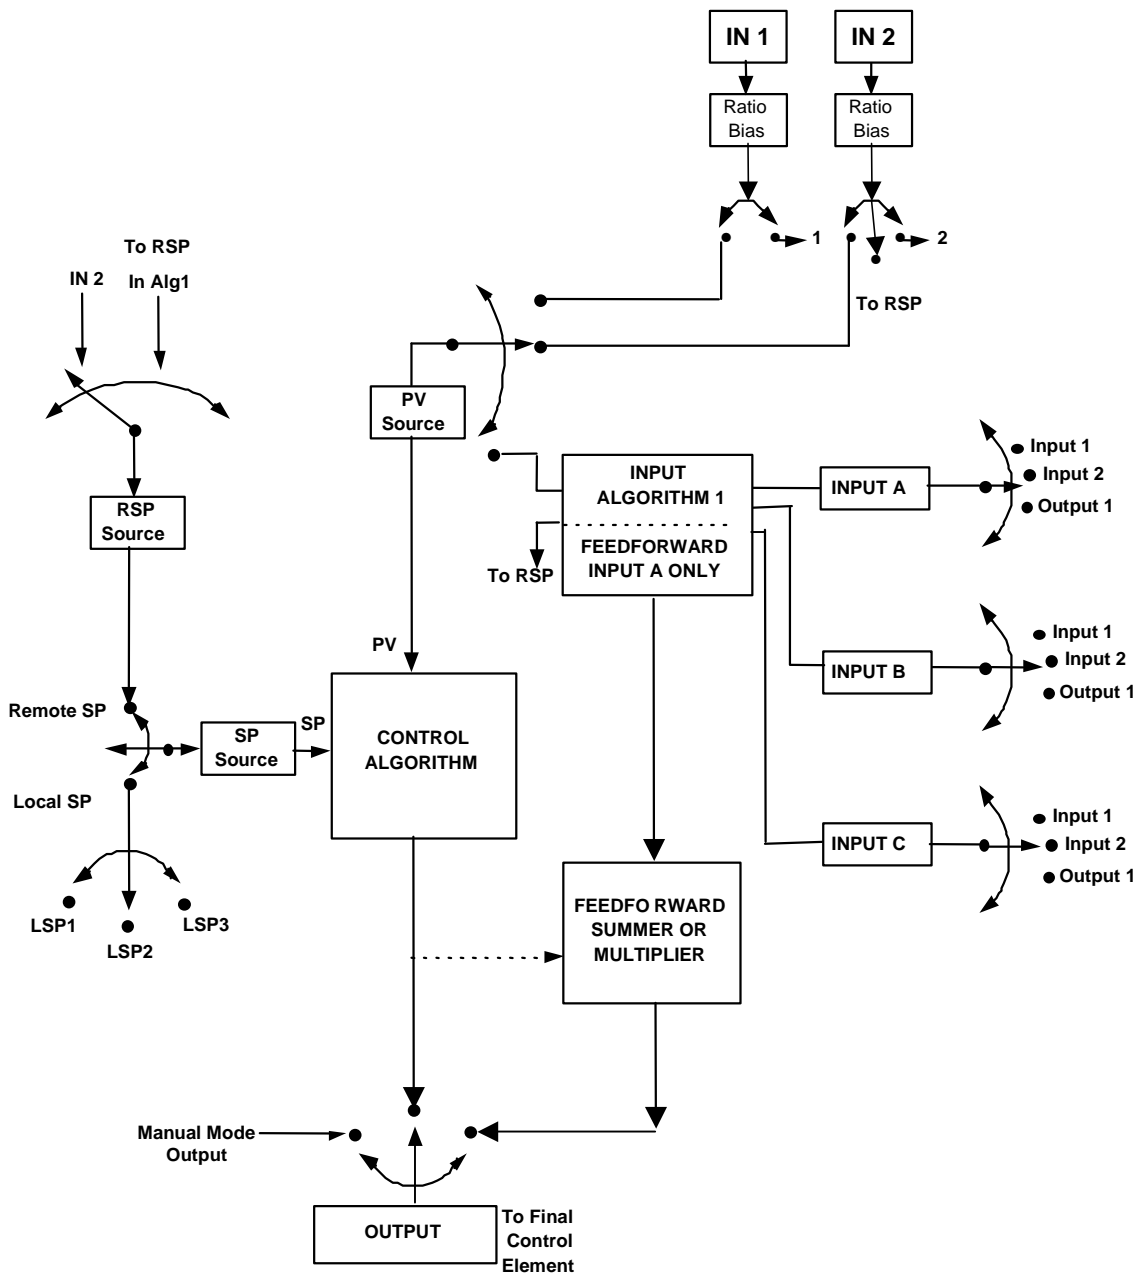 IN 1
IN 2
Ratio
Bias
Ratio
Bias
1
2
To RSP
To RSP
IN 2
In Alg1
PV
Source
RSP
Source
INPUT
ALGORITHM 1
FEEDFORWARD
INPUT A ONLY
To RSP
INPUT A
Input 1
Input 2
Output 1
INPUT B
Input 1
Input 2
Output 1
INPUT C
Input 1
Input 2
Output 1
PV
Remote SP
SP
Source
SP
CONTROL
ALGORITHM
Local SP
LSP1
LSP2
LSP3
FEEDFO RWARD
SUMMER OR
MULTIPLIER
Manual Mode
Output
OUTPUT
To Final
Control
Element